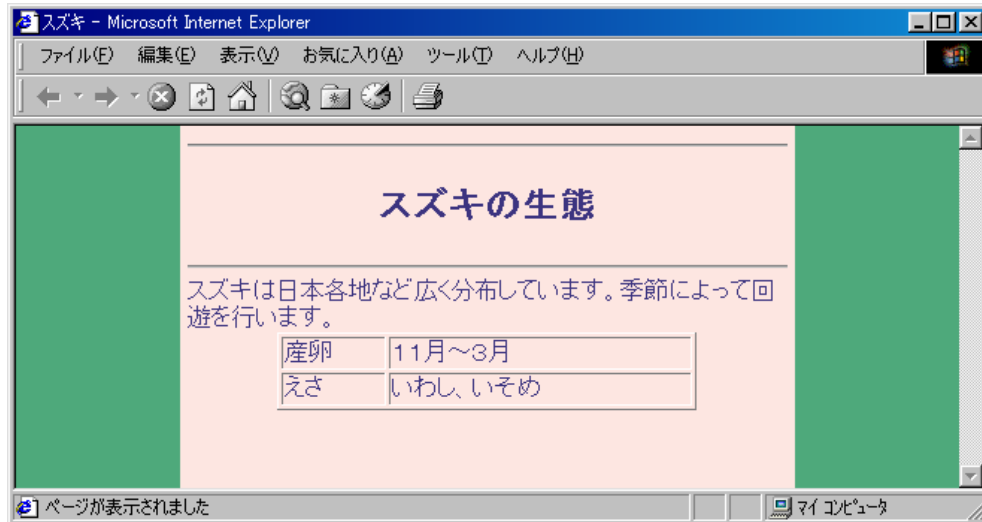 スズキ - Microsoft Internet Explorer
ファイル(F) 編集(E) 表示(V) お気に入り(A) ツール(T) ヘルプ(H)
スズキの生態
スズキは日本各地など広く分布しています。季節によって回
遊を行います。
産卵 11月～3月
えさ いわし、いそめ
ページが表示されました マイ コンピュータ